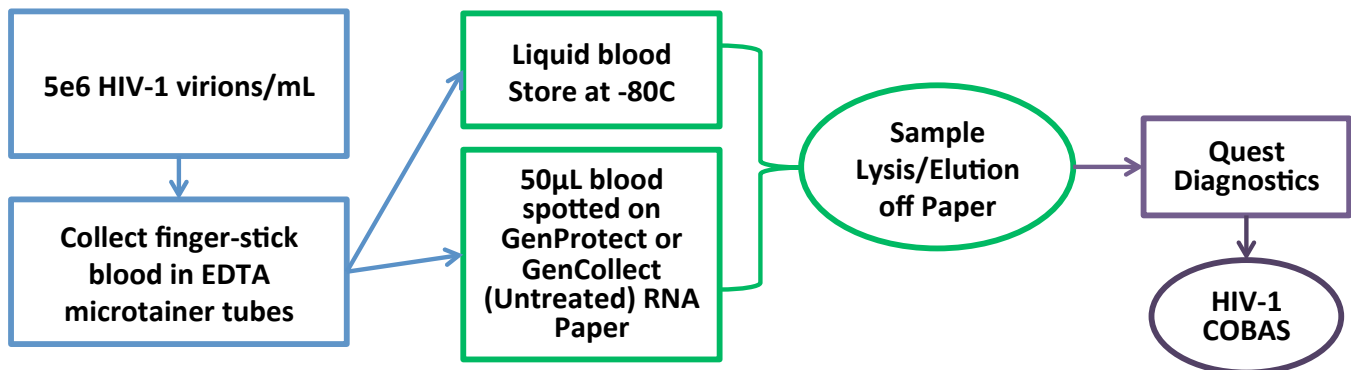 5e6 HIV-1 virions/mL
Collect finger-stick
blood in EDTA
microtainer tubes
Liquid blood
Store at -80C
50µL blood
spotted on
GenProtect or
GenCollect
(Untreated) RNA
Paper
Sample
Lysis/Elution
off Paper
Quest
Diagnostics
HIV-1
COBAS